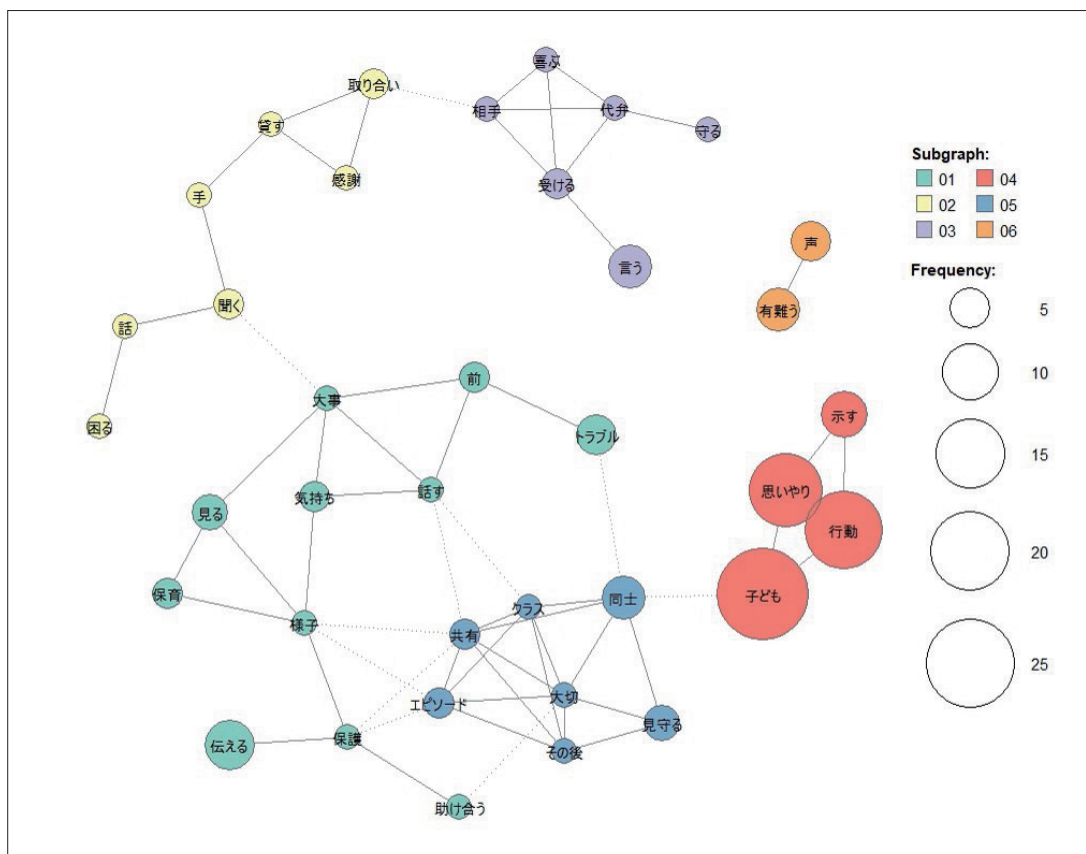 喜ぶ
取り合い
相手
代弁
貸す
守る
感謝
受ける
手
言う
声
有難う
聞く
話
困る
大事
前
トラブル
気持ち
話す
見る
保育
様子
示す
思いやり
行動
子ども
同士
クラス
共有
エピソード
大切
見守る
その後
伝える
保護
助け合う
Subgraph:
01 04
02 05
03 06
Frequency:
5
10
15
20
25